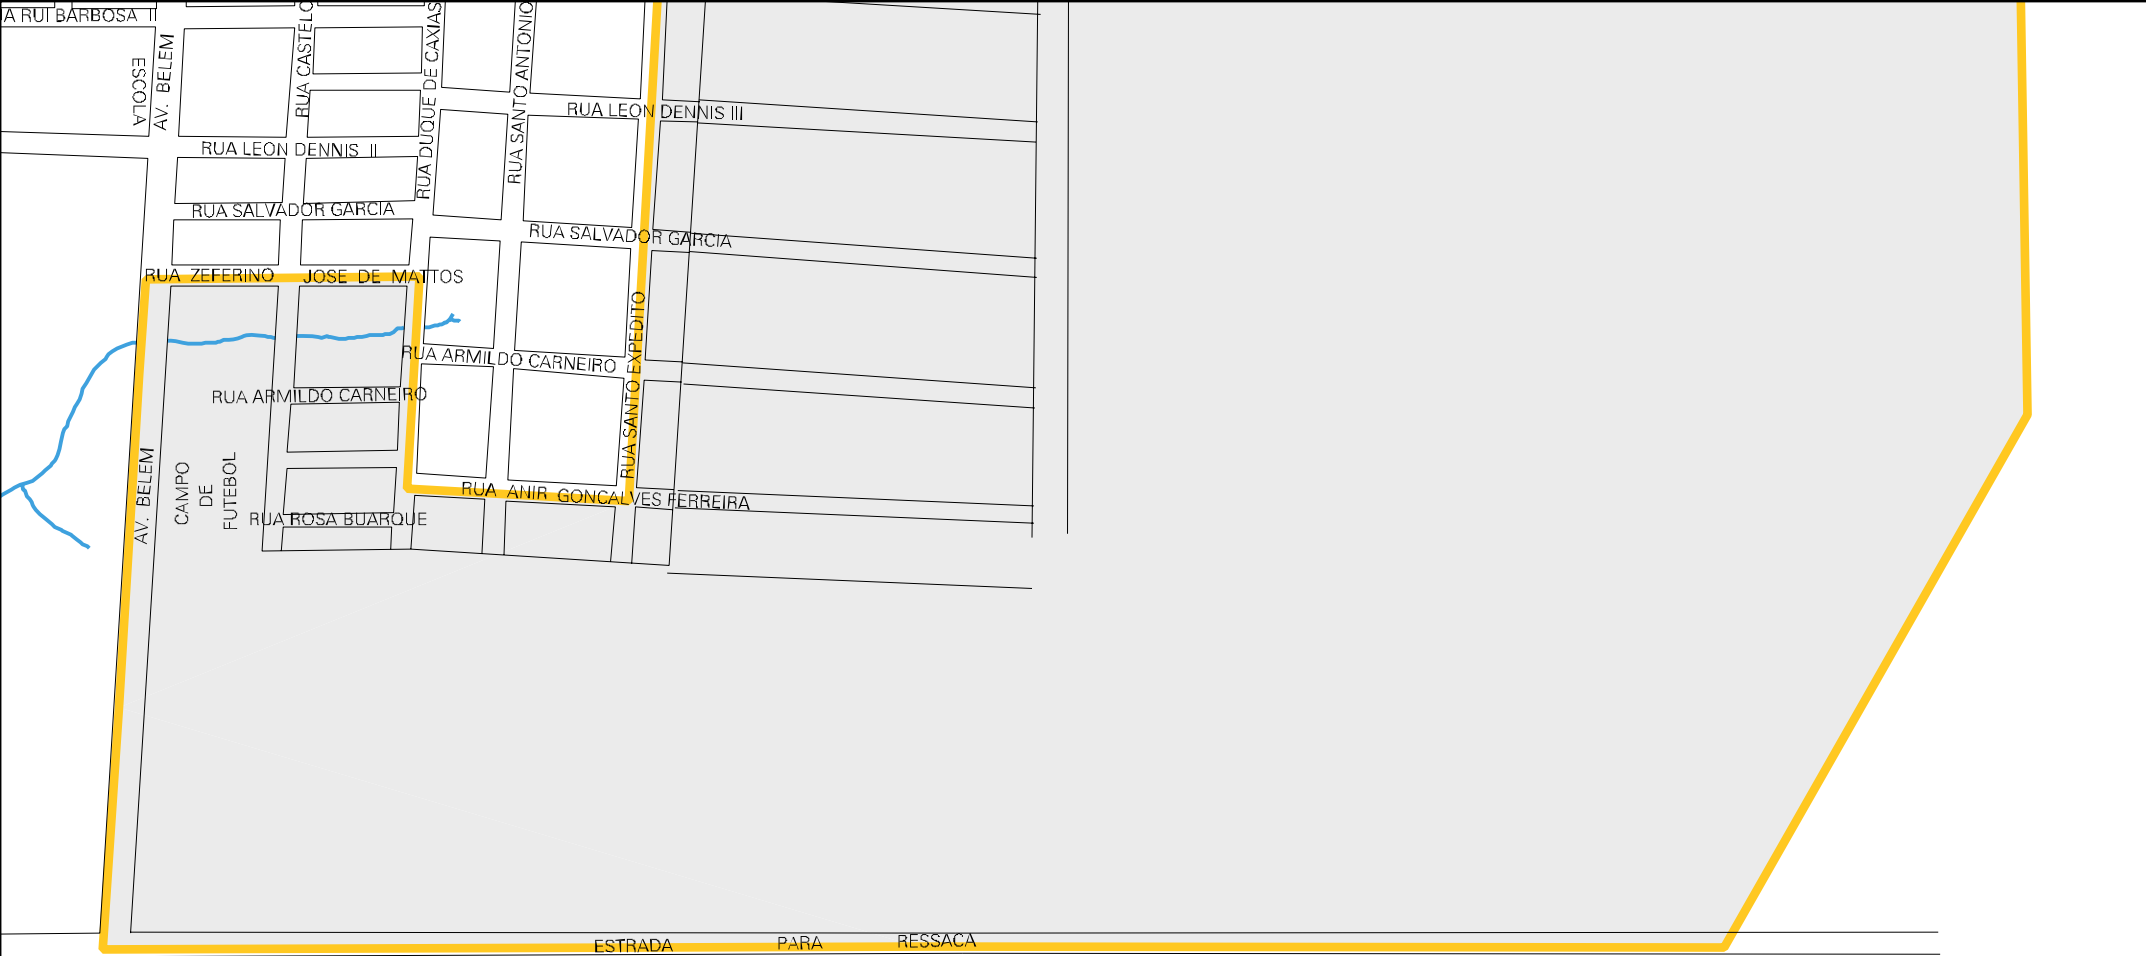 A RUI BARBOSA II
ESCOLA
AV. BELEM
RUA CASTELO
RUA DUQUE DE CAXIAS
RUA SANTO ANTONIO
RUA LEON DENNIS III
RUA LEON DENNIS II
RUA SALVADOR GARCIA
RUA SALVADOR GARCIA
RUA ZEFERINO JOSE DE MATTOS
RUA ARMILDO CARNEIRO
RUA SANTO EXPEDITO
RUA ARMILDO CARNEIRO
AV. BELEM
CAMPO
DE
FUTEBOL
RUA ANIR GONCALVES FERREIRA
RUA ROSA BUARQUE
ESTRADA PARA RESSACA